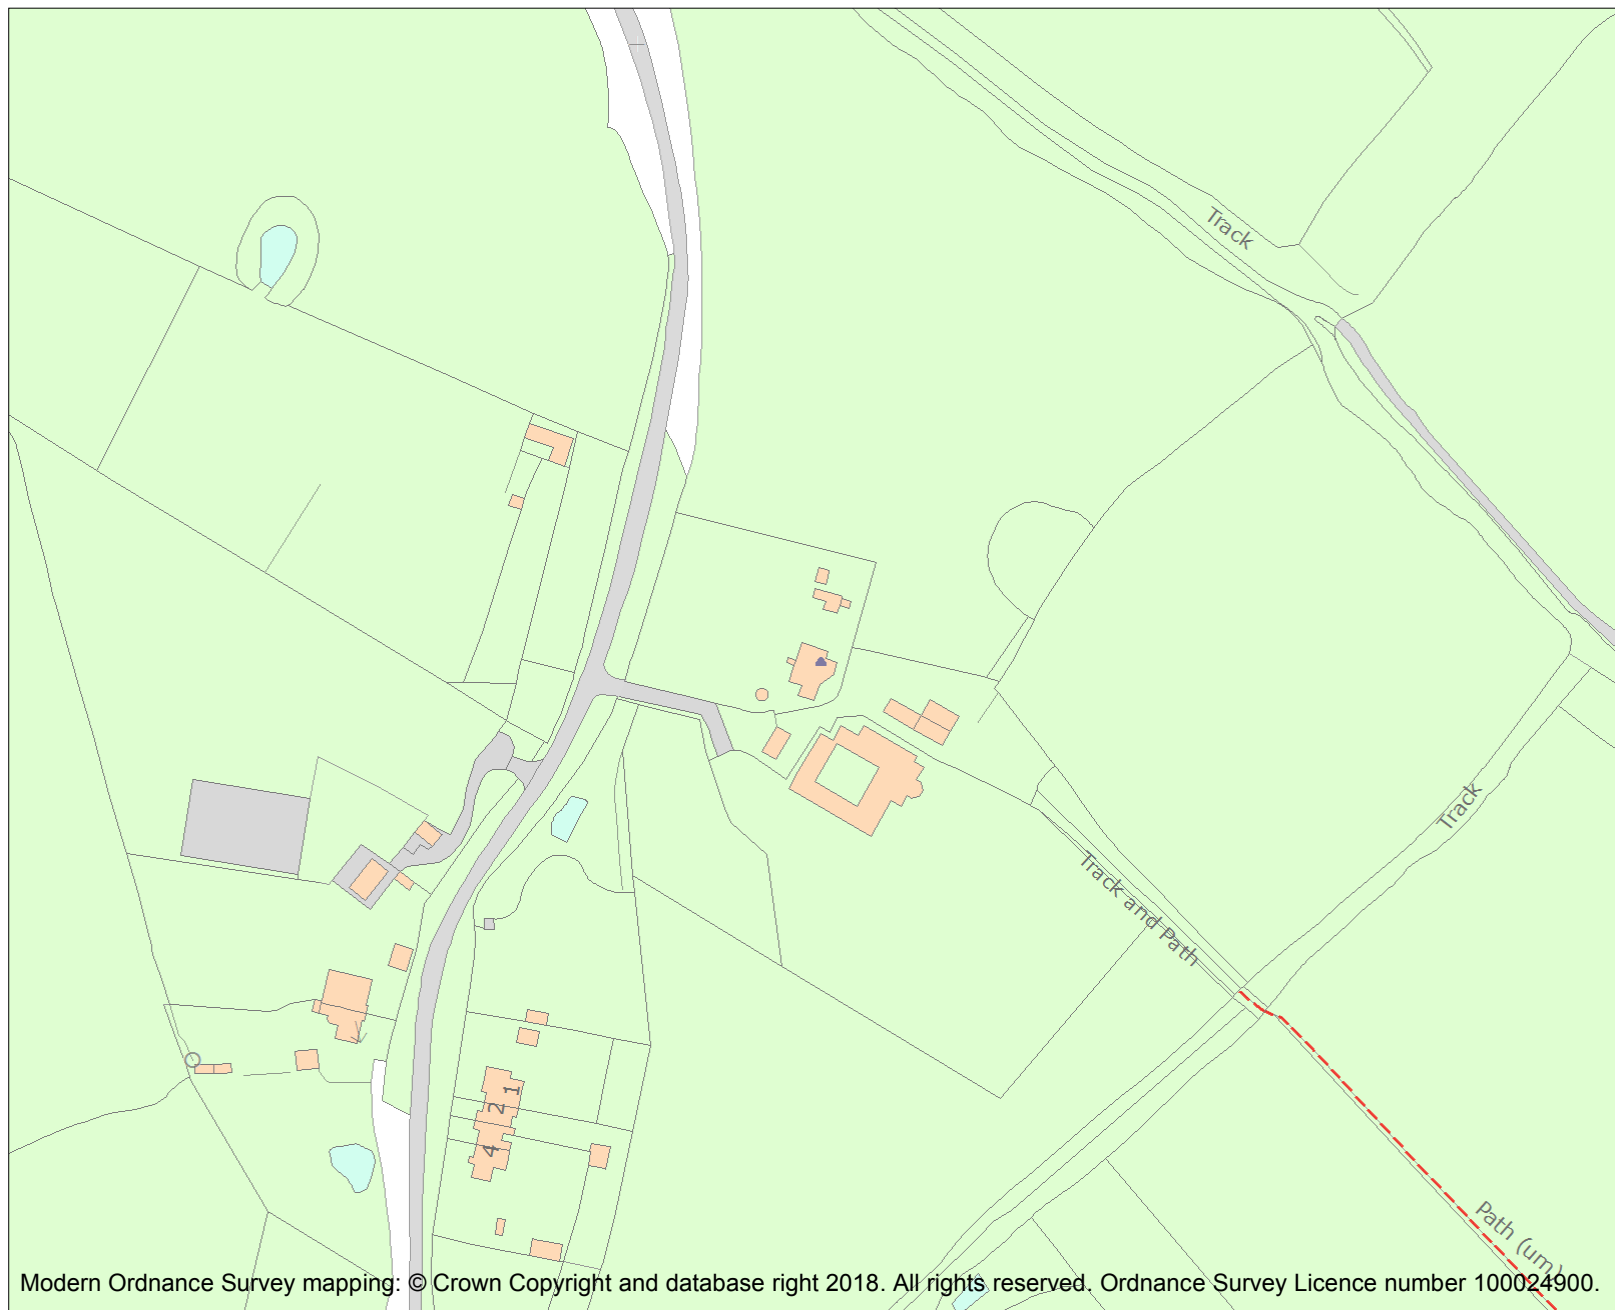 Track
Track
Track and Path
1
2
4
Path (um)
Modern Ordnance Survey mapping: © Crown Copyright and database right 2018. All rights reserved. Ordnance Survey Licence number 100024900.